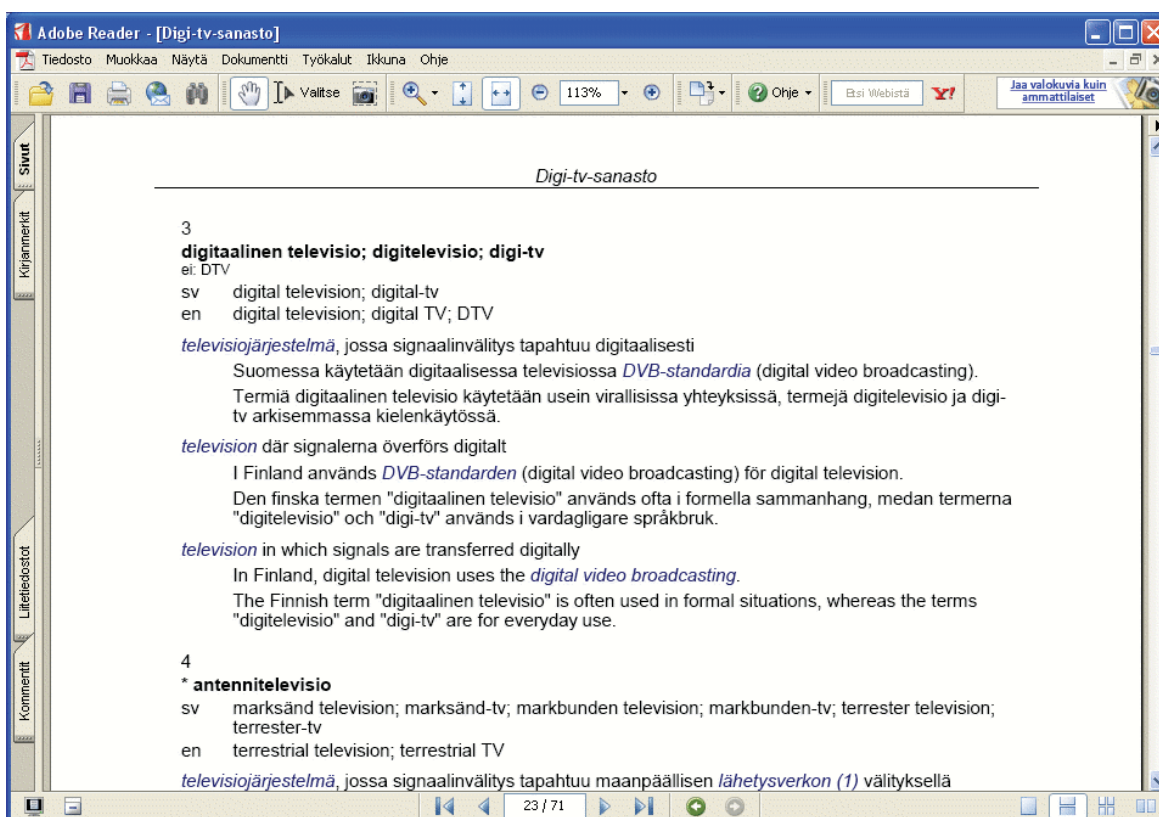 Adobe Reader - [Digi-tv-sanasto]
Tiedosto Muokkaa Näytä Dokumentti Työkalut Ikkuna Ohje
Valitse 113% Ohje Etsi Webistä Y! Jaa valokuvia kuin
ammattilaiset
Sivut
Kirjanmerkit
Liitetiedostot
Kommentit
Digi-tv-sanasto
3
digitaalinen televisio; digitelevisio; digi-tv
ei: DTV
sv digital television; digital-tv
en digital television; digital TV; DTV
televisiojärjestelmä, jossa signaalinvälitys tapahtuu digitaalisesti
Suomessa käytetään digitaalisessa televisiossa DVB-standardia (digital video broadcasting).
Termiä digitaalinen televisio käytetään usein virallisissa yhteyksissä, termejä digitelevisio ja digi-
tv arkisemmassa kielenkäytössä.
television där signalerna överförs digitalt
I Finland används DVB-standarden (digital video broadcasting) för digital television.
Den finska termen "digitaalinen televisio" används ofta i formella sammanhang, medan termerna
"digitelevisio" och "digi-tv" används i vardagligare språkbruk.
television in which signals are transferred digitally
In Finland, digital television uses the digital video broadcasting.
The Finnish term "digitaalinen televisio" is often used in formal situations, whereas the terms
"digitelevisio" and "digi-tv" are for everyday use.
4
* antennitelevisio
sv marksänd television; marksänd-tv; markbunden television; markbunden-tv; terrester television;
terrester-tv
en terrestrial television; terrestrial TV
televisiojärjestelmä, jossa signaalinvälitys tapahtuu maanpäällisen lähetysverkon (1) välityksellä
23 / 71